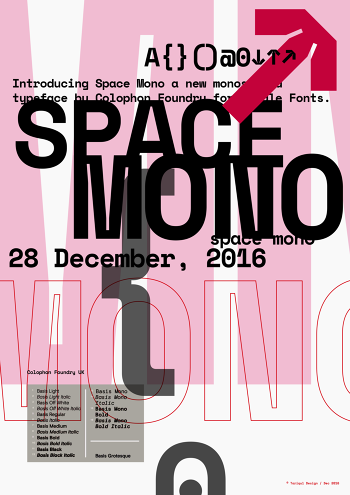 A{}()@0↓↑↗
Introducing Space Mono a new monos
typeface by Colophon Foundry for le Fonts.
SPACE
MONO
space mono
28 December, 2016
MONO
Colophon Foundry UK
Basis Light
Basis Light Italic
Basis Off White
Basis Off White Italic
Basis Regular
Basis Italic
Basis Medium
Basis Medium Italic
Basis Bold
Basis Bold Italic
Basis Black
Basis Black Italic
Basis Mono
Basis Mono
Italic
Basis Mono
Bold
Basis Mono
Bold Italic
Basis Grotesque